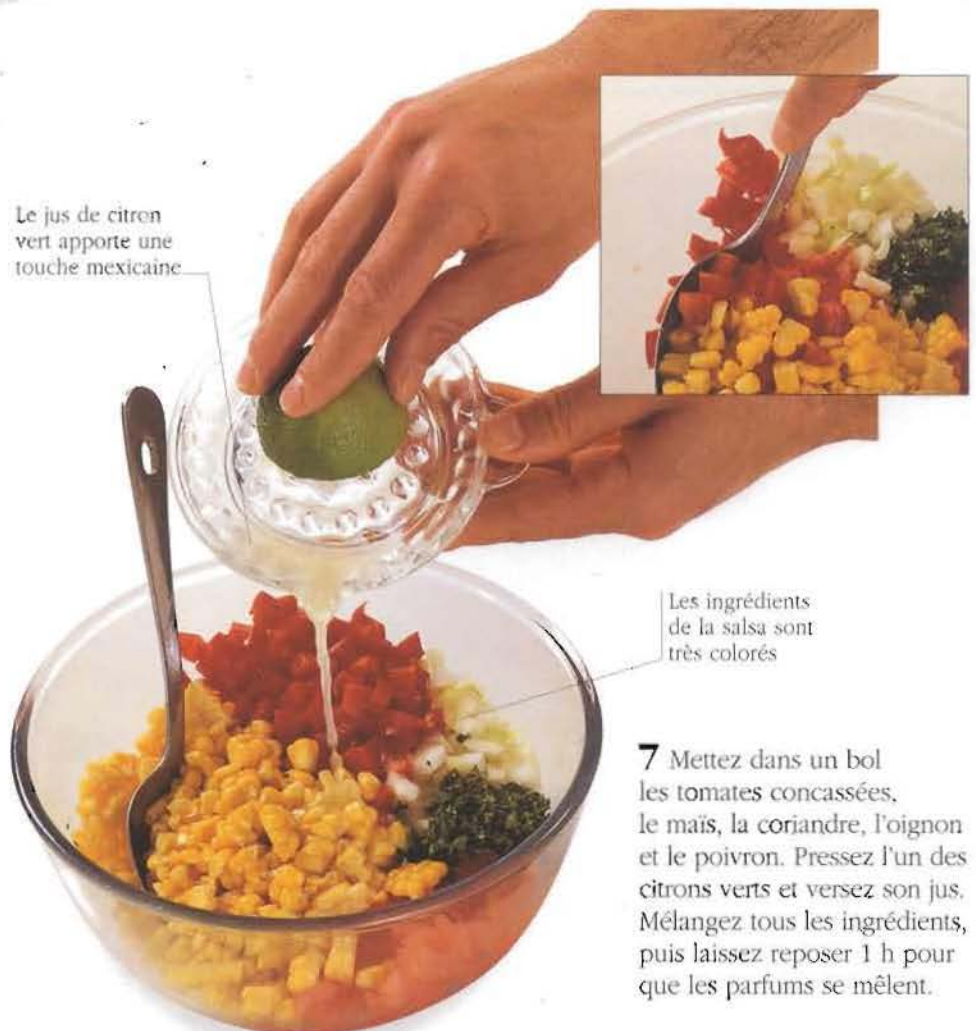 Le jus de citron
vert apporte une
touche mexicaine
Les ingrédients
de la salsa sont
très colorés
7 Mettez dans un bol
les tomates concassées,
le maïs, la coriandre, l'oignon
et le poivron. Pressez l'un des
citrons verts et versez son jus.
Mélangez tous les ingrédients,
puis laissez reposer 1 h pour
que les parfums se mêlent.